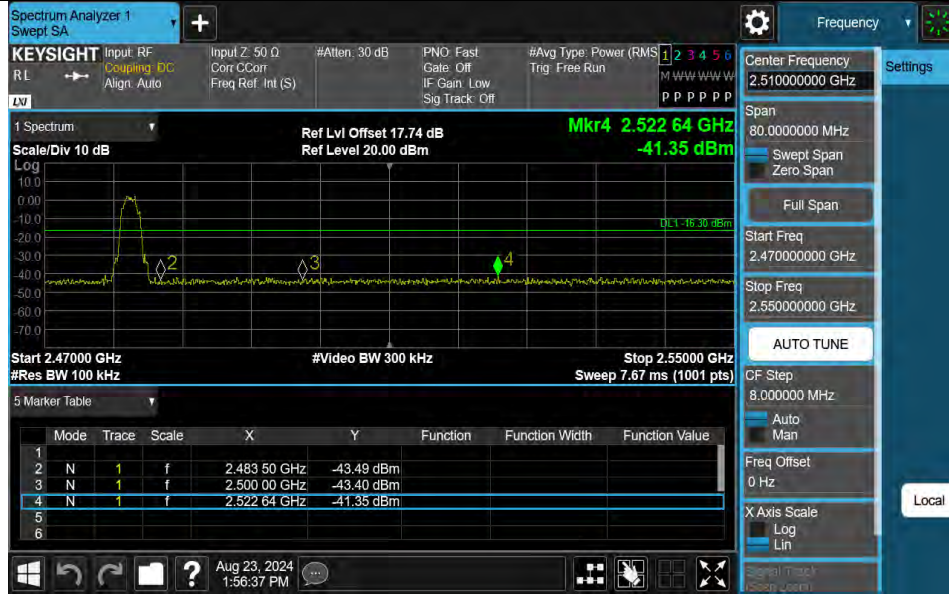 Spectrum Analyzer 1
Swept SA
+
Frequency
KEYSIGHT
RL
LXI
Input: RF
Coupling: DC
Align: Auto
Input Z: 50 Ω
Corr CCorr
Freq Ref: Int (S)
#Atten: 30 dB
PNO: Fast
Gate: Off
IF Gain: Low
Sig Track: Off
#Avg Type: Power (RMS
Trig: Free Run
1 2 3 4 5 6
M W W W W W
P P P P P P
1 Spectrum
Scale/Div 10 dB
Ref Lvl Offset 17.74 dB
Ref Level 20.00 dBm
Mkr4 2.522 64 GHz
-41.35 dBm
Log
10.0
0.00
-10.0
-20.0
-30.0
-40.0
-50.0
-60.0
-70.0
DL1 -16.30 dBm
2
3
4
Start 2.47000 GHz
#Res BW 100 kHz
#Video BW 300 kHz
Stop 2.55000 GHz
Sweep 7.67 ms (1001 pts)
5 Marker Table
Mode Trace Scale X Y Function Function Width Function Value
1
2 N 1 f 2.483 50 GHz -43.49 dBm
3 N 1 f 2.500 00 GHz -43.40 dBm
4 N 1 f 2.522 64 GHz -41.35 dBm
5
6
?
Aug 23, 2024
1:56:37 PM
Center Frequency
2.510000000 GHz
Span
80.0000000 MHz
Swept Span
Zero Span
Full Span
Start Freq
2.470000000 GHz
Stop Freq
2.550000000 GHz
AUTO TUNE
CF Step
8.000000 MHz
Auto
Man
Freq Offset
0 Hz
X Axis Scale
Log
Lin
Signal Track
(Span Zoom)
Settings
Local